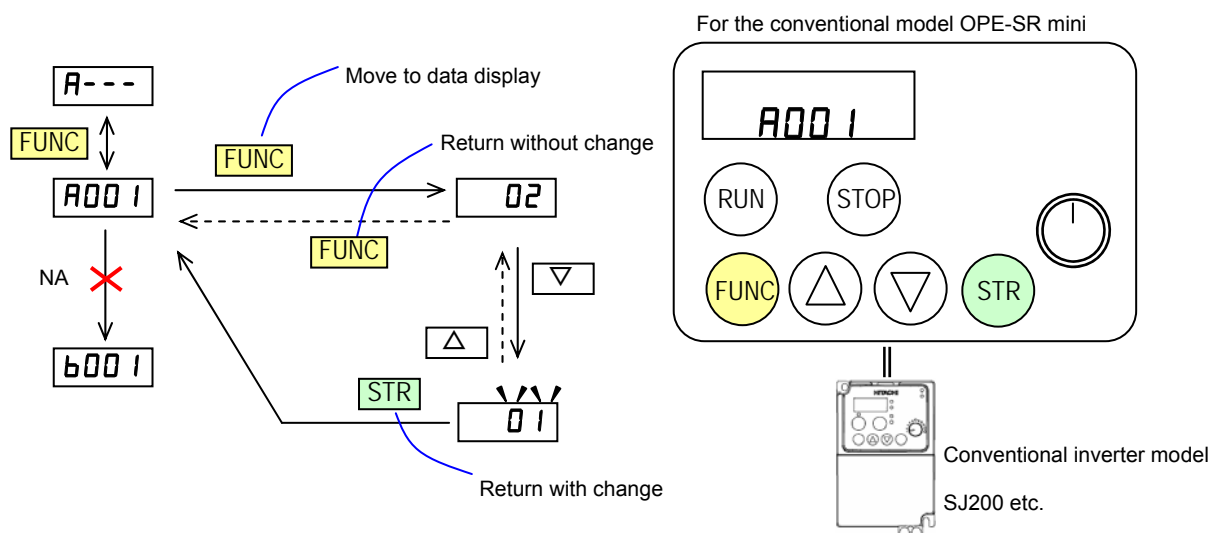 For the conventional model OPE-SR mini
A---
Move to data display
FUNC
FUNC
Return without change
A001
02
FUNC
NA
b001
STR
01
Return with change
A001
RUN
STOP
FUNC
STR
HITACHI
Conventional inverter model
SJ200 etc.